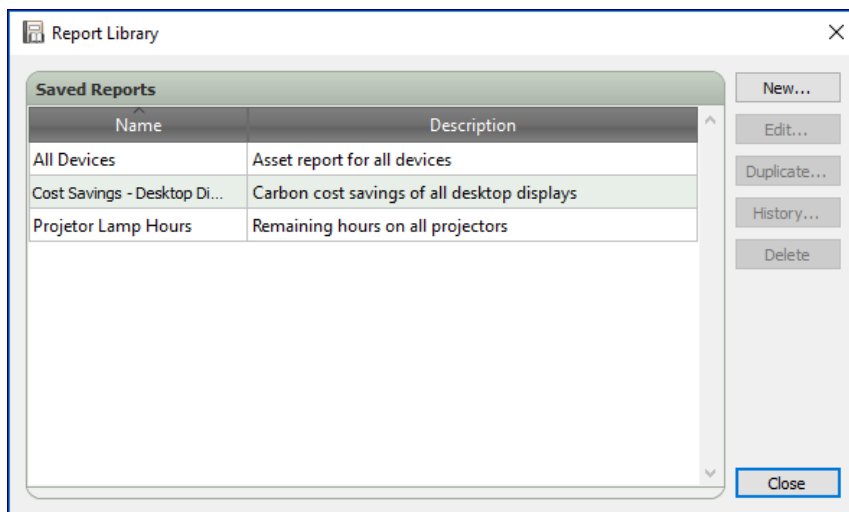 Report Library
Saved Reports
New...
Name Description
Edit...
All Devices Asset report for all devices
Duplicate...
Cost Savings - Desktop Di... Carbon cost savings of all desktop displays
History...
Projetor Lamp Hours Remaining hours on all projectors
Delete
Close